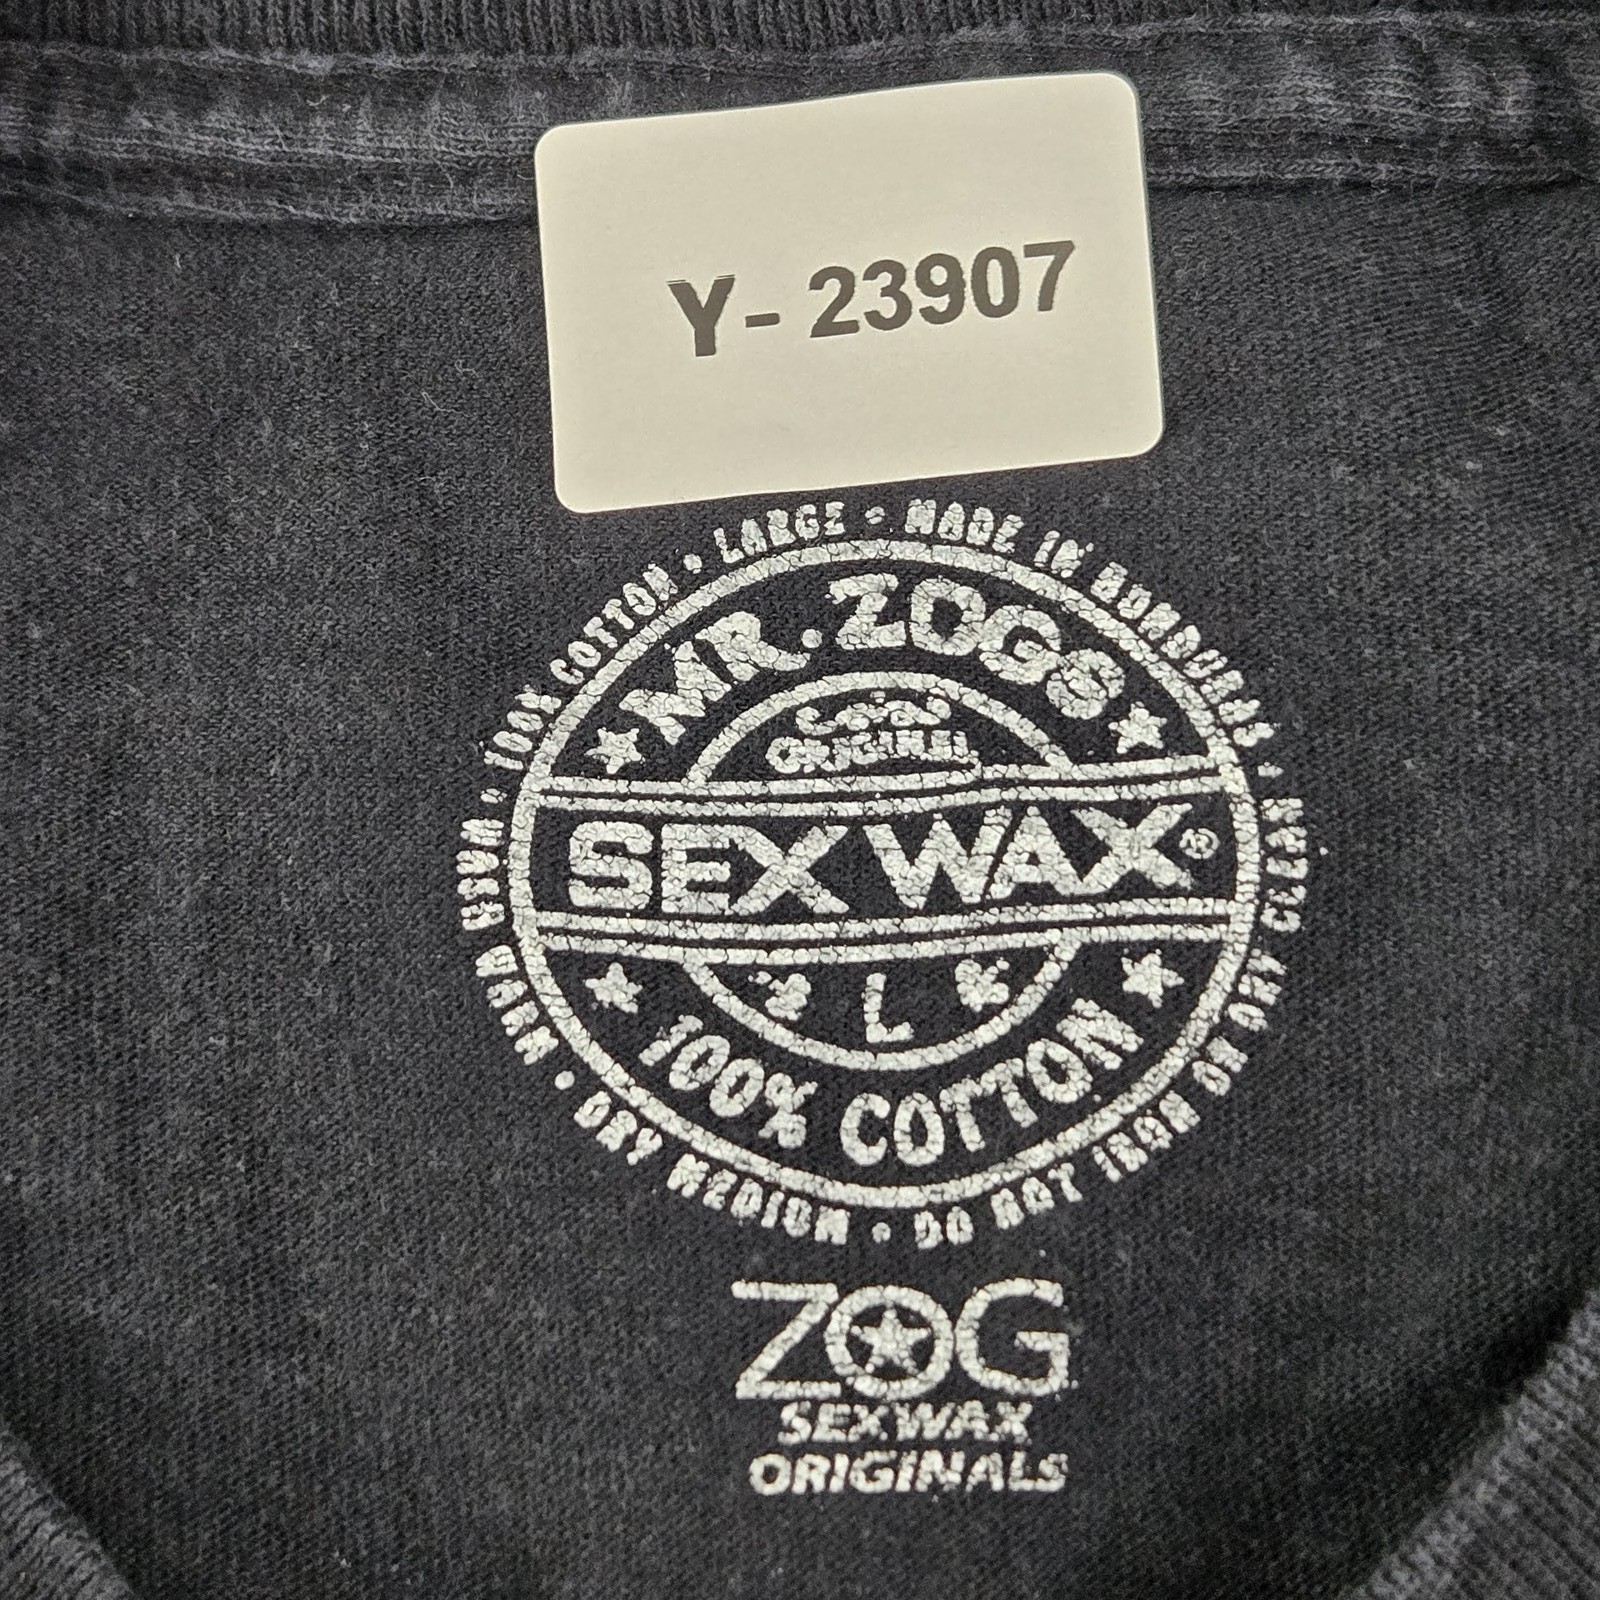 Y- 23907
100% COTTON • LARGE • MADE IN HONDURAS
MR. ZOGS
ORIGINAL
SEX WAX®
L
100% COTTON
WASH WARM • DRY MEDIUM • DO NOT IRON OR DRY CLEAN
ZOG
SEXWAX
ORIGINALS